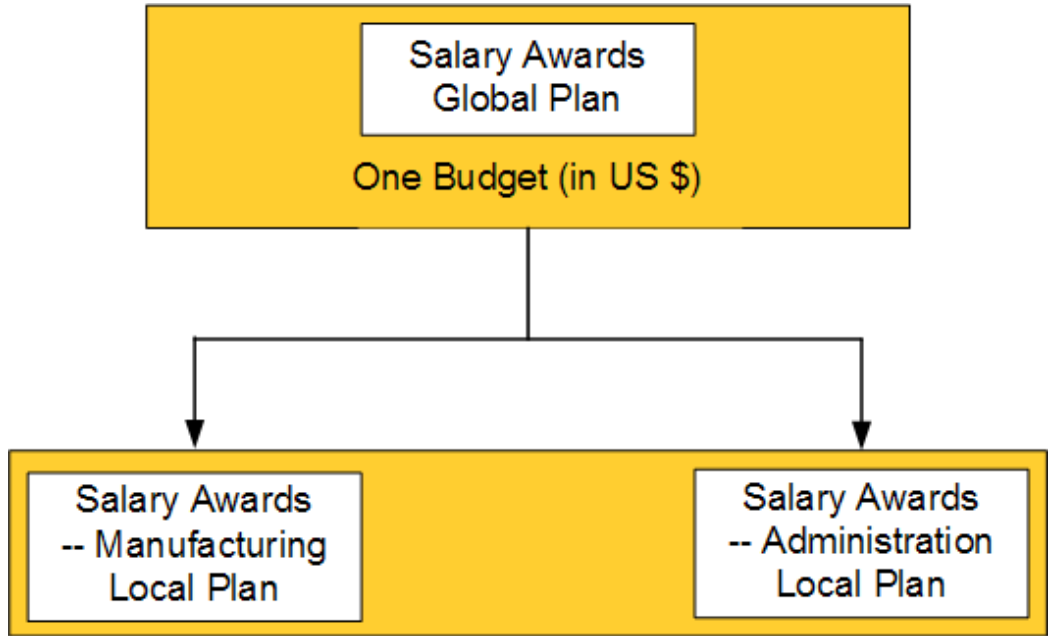 Salary Awards
Global Plan
One Budget (in US $)
Salary Awards
-- Manufacturing
Local Plan
Salary Awards
-- Administration
Local Plan